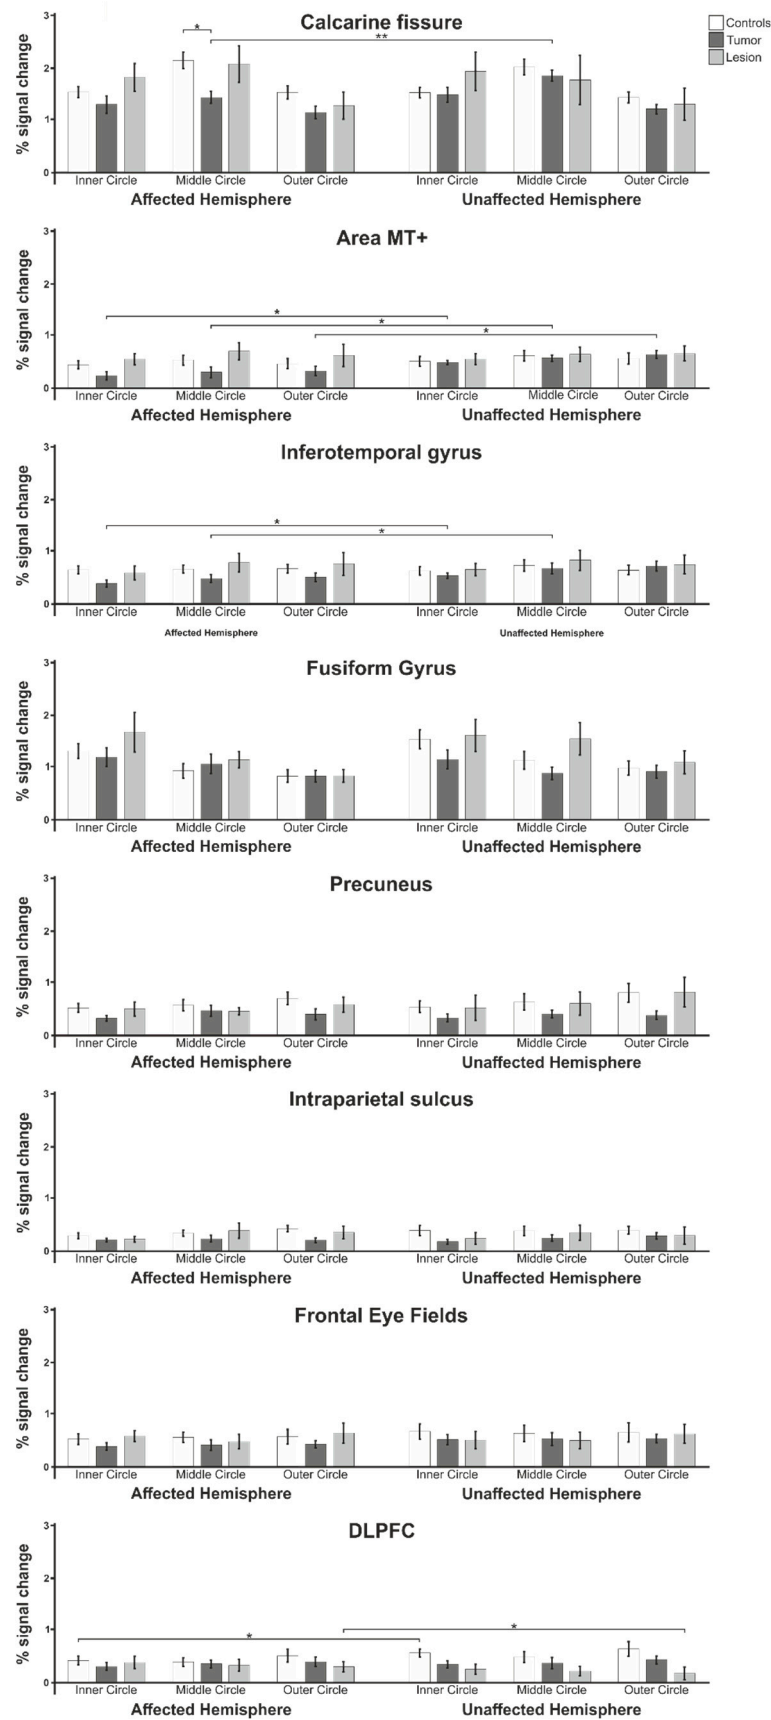 Calcarine fissure
Controls
Tumor
Lesion
% signal change
3
2
1
0
*
**
Inner Circle Middle Circle Outer Circle Inner Circle Middle Circle Outer Circle
Affected Hemisphere Unaffected Hemisphere
Area MT+
% signal change
3
2
1
0
*
*
*
Inner Circle Middle Circle Outer Circle Inner Circle Middle Circle Outer Circle
Affected Hemisphere Unaffected Hemisphere
Inferotemporal gyrus
% signal change
3
2
1
0
*
*
Inner Circle Middle Circle Outer Circle Inner Circle Middle Circle Outer Circle
Affected Hemisphere Unaffected Hemisphere
Fusiform Gyrus
% signal change
3
2
1
0
Inner Circle Middle Circle Outer Circle Inner Circle Middle Circle Outer Circle
Affected Hemisphere Unaffected Hemisphere
Precuneus
% signal change
3
2
1
0
Inner Circle Middle Circle Outer Circle Inner Circle Middle Circle Outer Circle
Affected Hemisphere Unaffected Hemisphere
Intraparietal sulcus
% signal change
3
2
1
0
Inner Circle Middle Circle Outer Circle Inner Circle Middle Circle Outer Circle
Affected Hemisphere Unaffected Hemisphere
Frontal Eye Fields
% signal change
3
2
1
0
Inner Circle Middle Circle Outer Circle Inner Circle Middle Circle Outer Circle
Affected Hemisphere Unaffected Hemisphere
DLPFC
% signal change
3
2
1
0
*
*
Inner Circle Middle Circle Outer Circle Inner Circle Middle Circle Outer Circle
Affected Hemisphere Unaffected Hemisphere